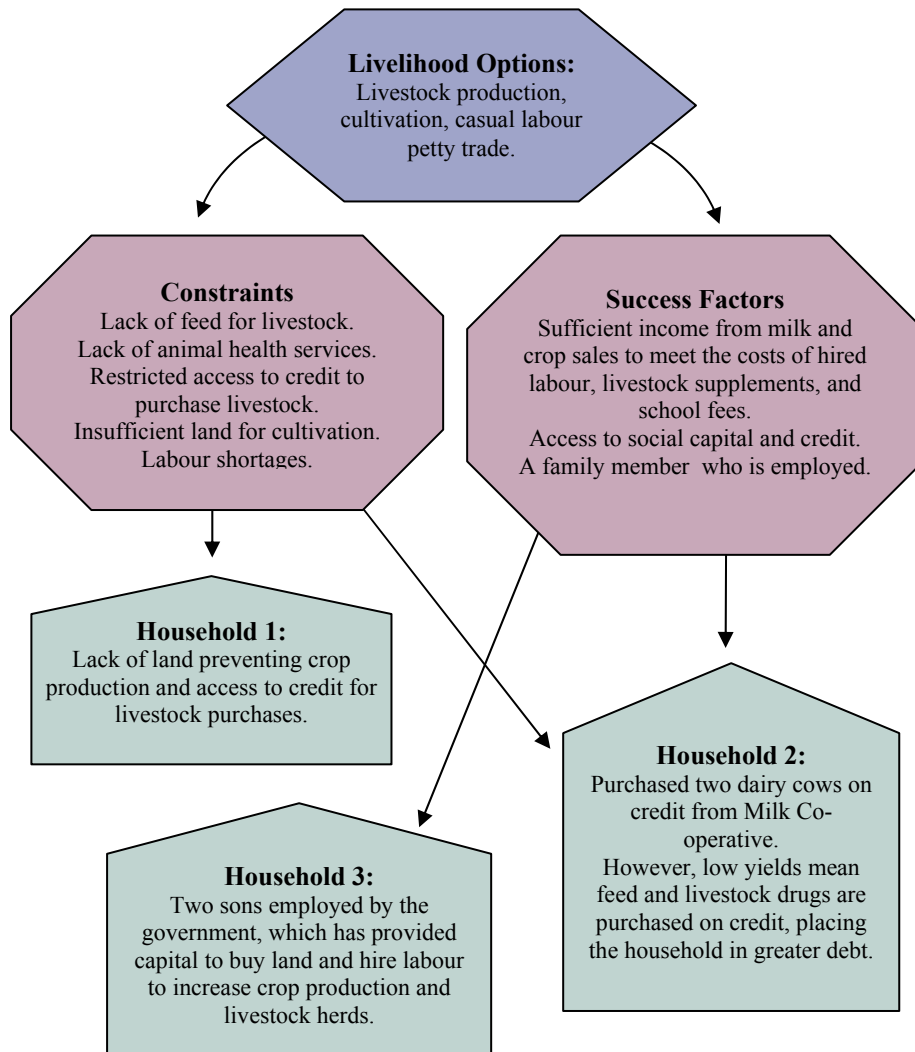 Livelihood Options:
Livestock production,
cultivation, casual labour
petty trade.
Constraints
Lack of feed for livestock.
Lack of animal health services.
Restricted access to credit to
purchase livestock.
Insufficient land for cultivation.
Labour shortages.
Success Factors
Sufficient income from milk and
crop sales to meet the costs of hired
labour, livestock supplements, and
school fees.
Access to social capital and credit.
A family member who is employed.
Household 1:
Lack of land preventing crop
production and access to credit for
livestock purchases.
Household 2:
Purchased two dairy cows on
credit from Milk Co-
operative.
However, low yields mean
feed and livestock drugs are
purchased on credit, placing
the household in greater debt.
Household 3:
Two sons employed by the
government, which has provided
capital to buy land and hire labour
to increase crop production and
livestock herds.